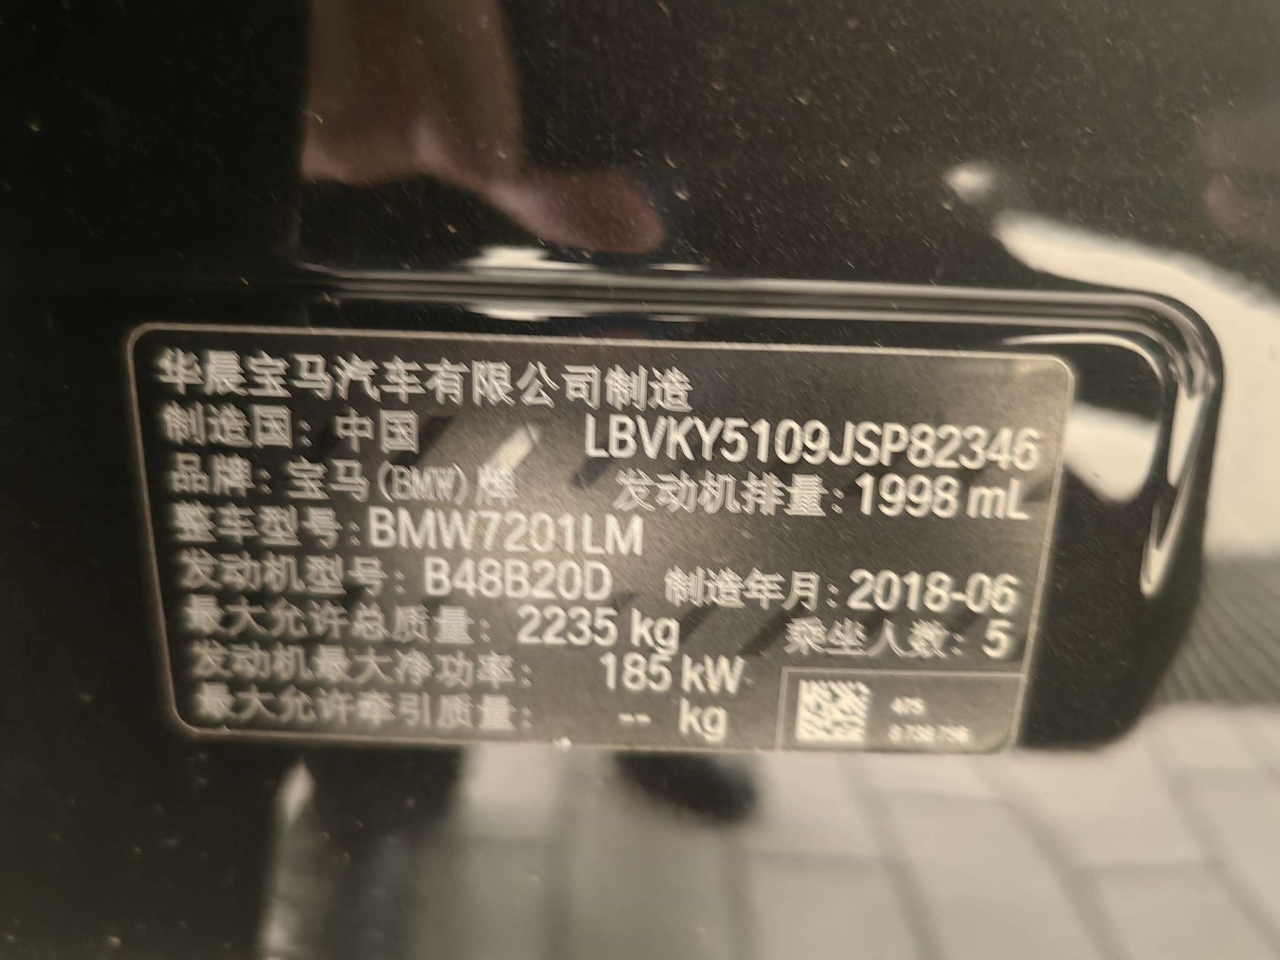 华晨宝马汽车有限公司制造
制造国: 中国 LBVKY5109JSP82346
品牌: 宝马(BMW)牌 发动机排量: 1998 mL
整车型号: BMW7201LM
发动机型号: B48B20D 制造年月: 2018-06
最大允许总质量: 2235 kg 乘坐人数: 5
发动机最大净功率: 185 kW
最大允许牵引质量: -- kg